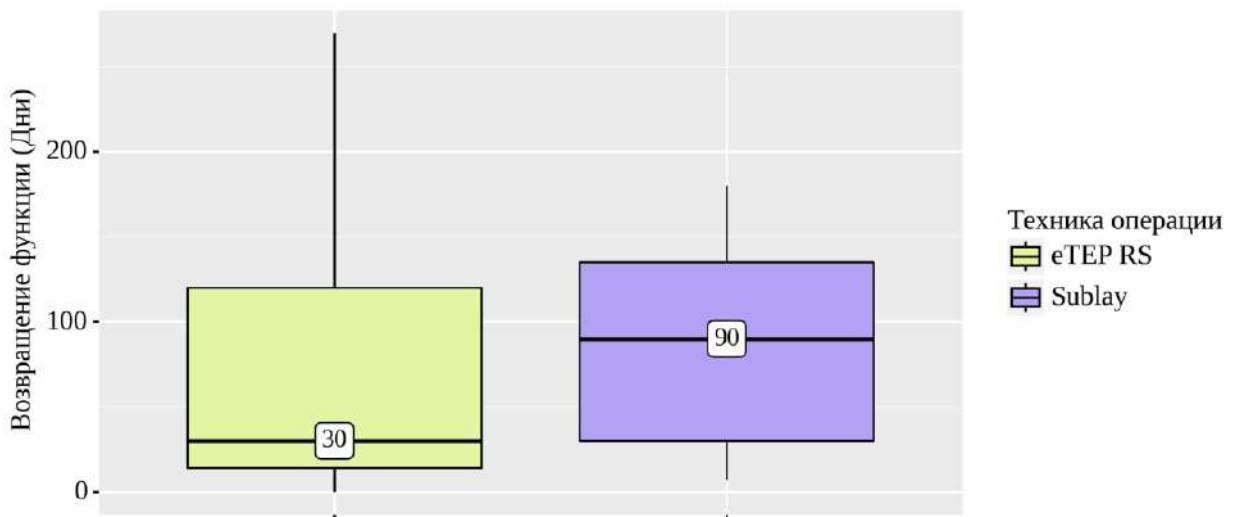 Возвращение функции (Дни)
200
100
0
30
90
Техника операции
eTEP RS
Sublay